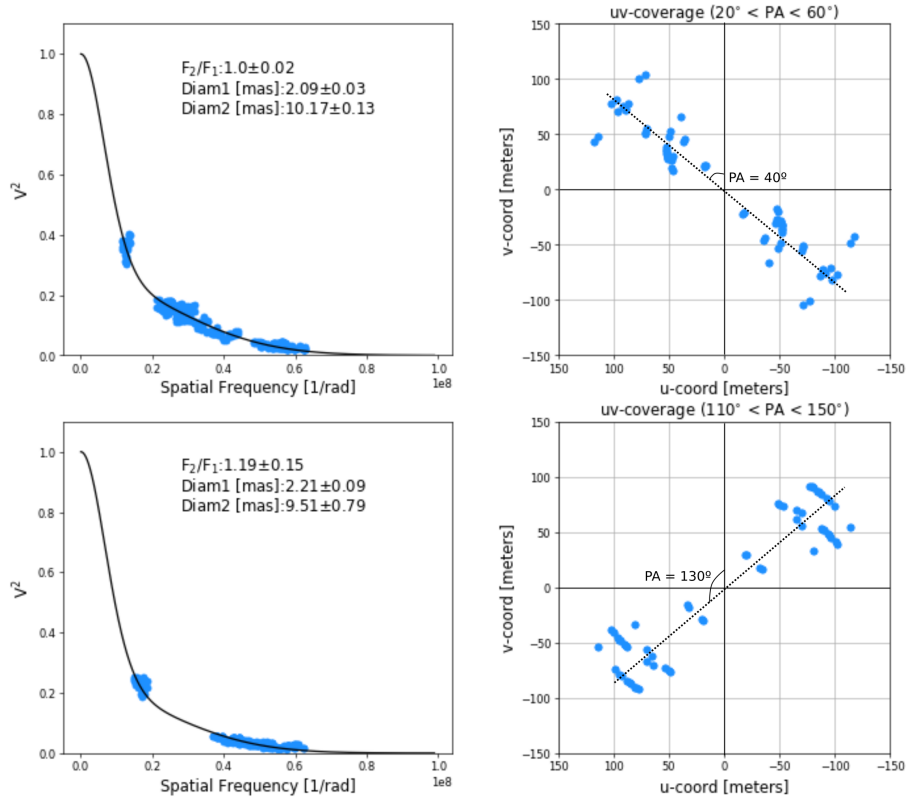 uv-coverage (20° < PA < 60°)
F₂/F₁:1.0±0.02
Diam1 [mas]:2.09±0.03
Diam2 [mas]:10.17±0.13
V²
1.0
0.8
0.6
0.4
0.2
0.0
0.0 0.2 0.4 0.6 0.8 1.0
1e8
Spatial Frequency [1/rad]
v-coord [meters]
150
100
50
0
−50
−100
−150
PA = 40º
150 100 50 0 −50 −100 −150
u-coord [meters]
uv-coverage (110° < PA < 150°)
F₂/F₁:1.19±0.15
Diam1 [mas]:2.21±0.09
Diam2 [mas]:9.51±0.79
V²
1.0
0.8
0.6
0.4
0.2
0.0
0.0 0.2 0.4 0.6 0.8 1.0
1e8
Spatial Frequency [1/rad]
v-coord [meters]
150
100
50
0
−50
−100
−150
PA = 130º
150 100 50 0 −50 −100 −150
u-coord [meters]